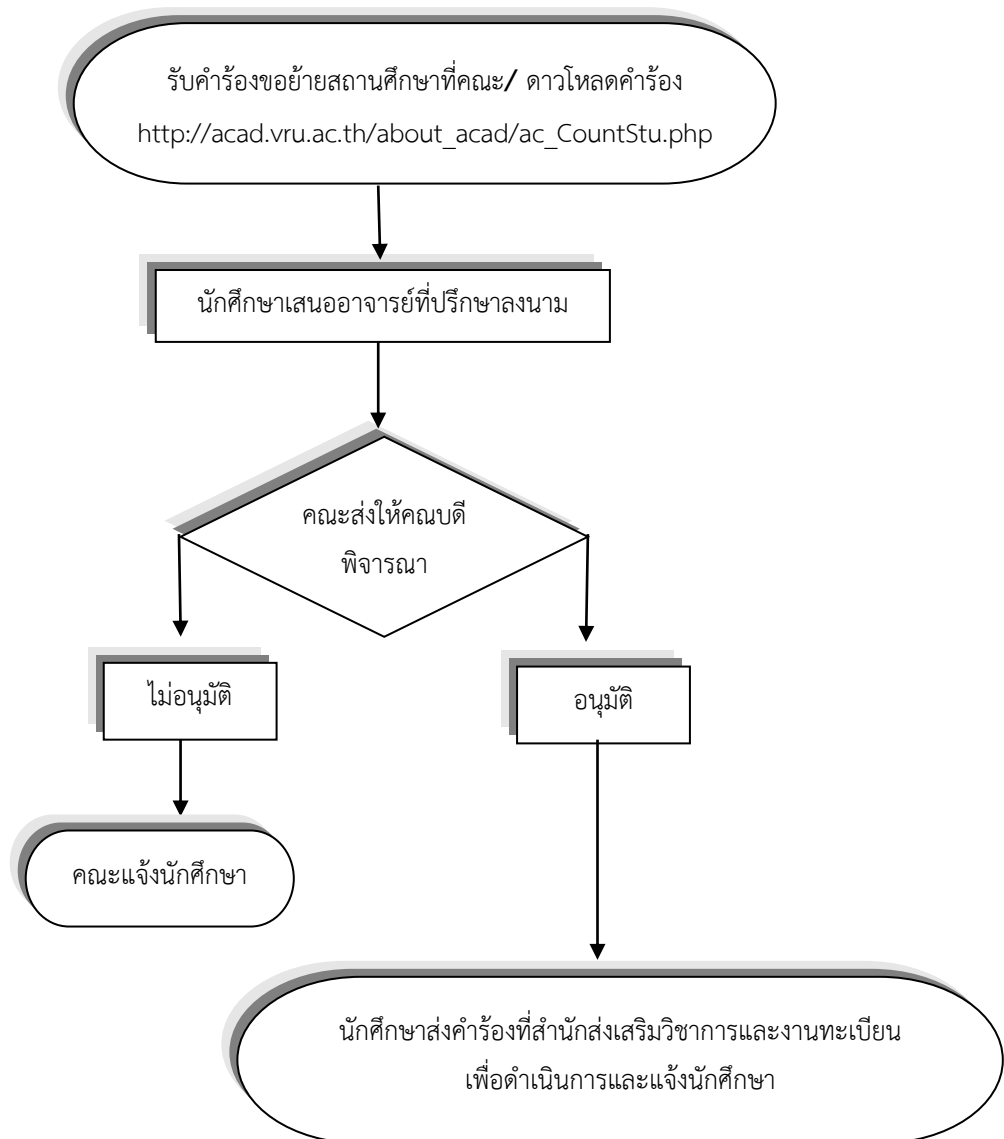 รับคำร้องขอย้ายสถานศึกษาที่คณะ/ ดาวโหลดคำร้อง
http://acad.vru.ac.th/about_acad/ac_CountStu.php
นักศึกษาเสนออาจารย์ที่ปรึกษาลงนาม
คณะส่งให้คณบดี
พิจารณา
ไม่อนุมัติ
อนุมัติ
คณะแจ้งนักศึกษา
นักศึกษาส่งคำร้องที่สำนักส่งเสริมวิชาการและงานทะเบียน
เพื่อดำเนินการและแจ้งนักศึกษา